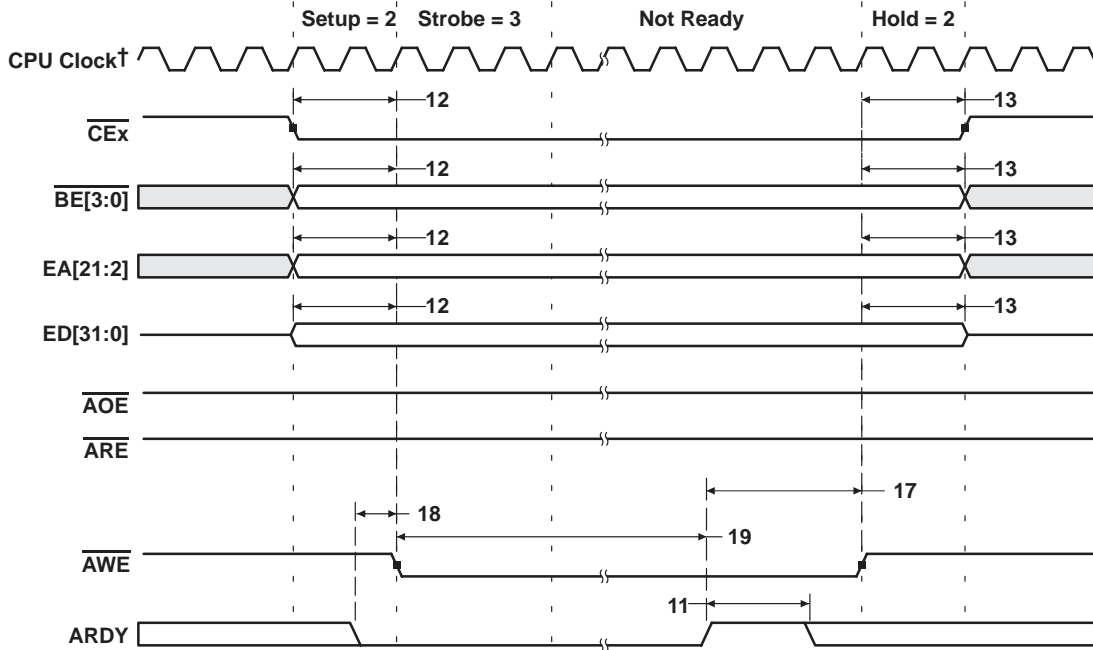 Setup = 2 Strobe = 3 Not Ready Hold = 2
CPU Clock†
12 13
CEx
12 13
BE[3:0]
12 13
EA[21:2]
12 13
ED[31:0]
AOE
ARE
17
18
19
AWE
11
ARDY